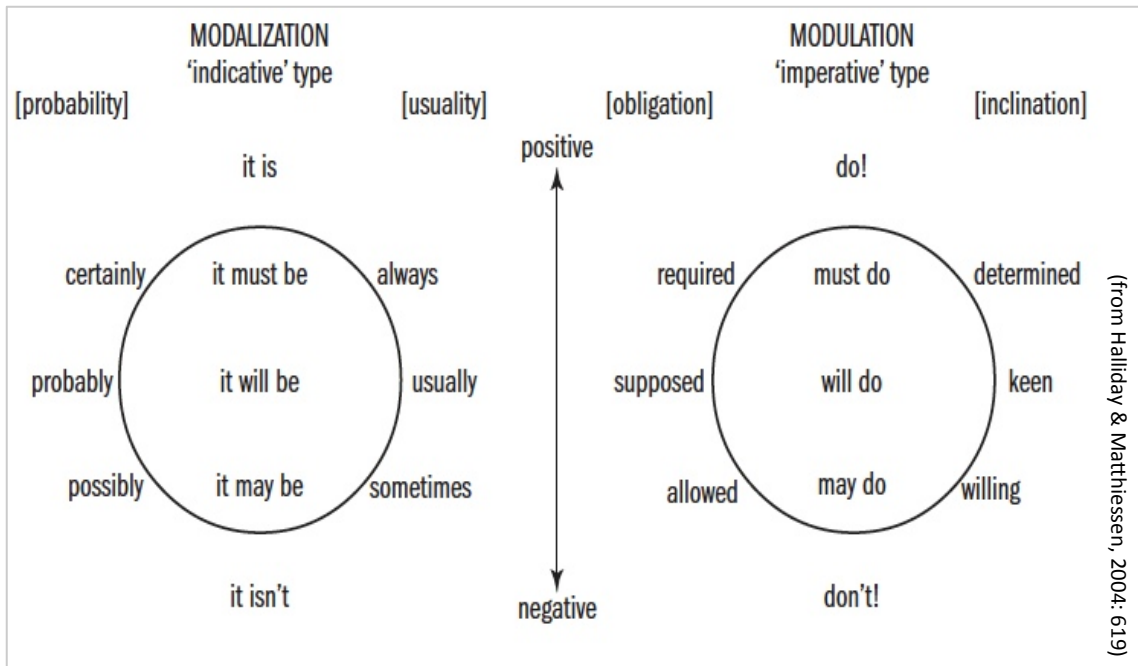 MODALIZATION
'indicative' type
[probability]
[usuality]
it is
certainly
it must be
always
probably
it will be
usually
possibly
it may be
sometimes
it isn't
positive
negative
MODULATION
'imperative' type
[obligation]
[inclination]
do!
required
must do
determined
supposed
will do
keen
allowed
may do
willing
don't!
(from Halliday & Matthiessen, 2004: 619)